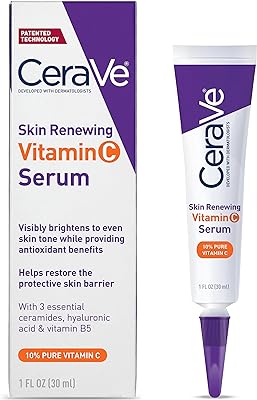 PATENTED
TECHNOLOGY
CeraVe
DEVELOPED WITH DERMATOLOGISTS
Skin Renewing
Vitamin C
Serum
Visibly brightens to even
skin tone while providing
antioxidant benefits
Helps restore the
protective skin barrier
With 3 essential
ceramides, hyaluronic
acid & vitamin B5
10% PURE VITAMIN C
1 FL OZ (30 ml)
CeraVe
DEVELOPED WITH DERMATOLOGISTS
Skin Renewing
Vitamin C
Serum
10% PURE
VITAMIN C
1 FL OZ (30ml)